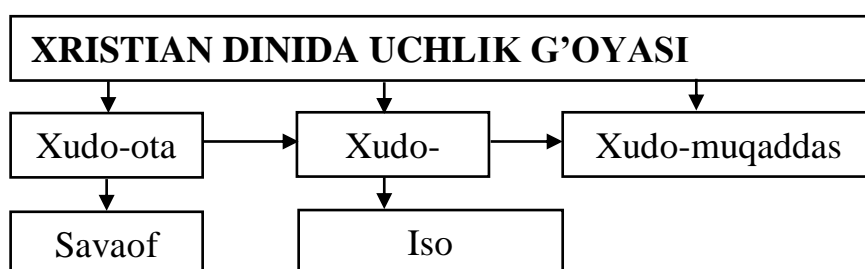 XRISTIAN DINIDA UCHLIK G’OYASI
Xudo-ota
Xudo-
Xudo-muqaddas
Savaof
Iso